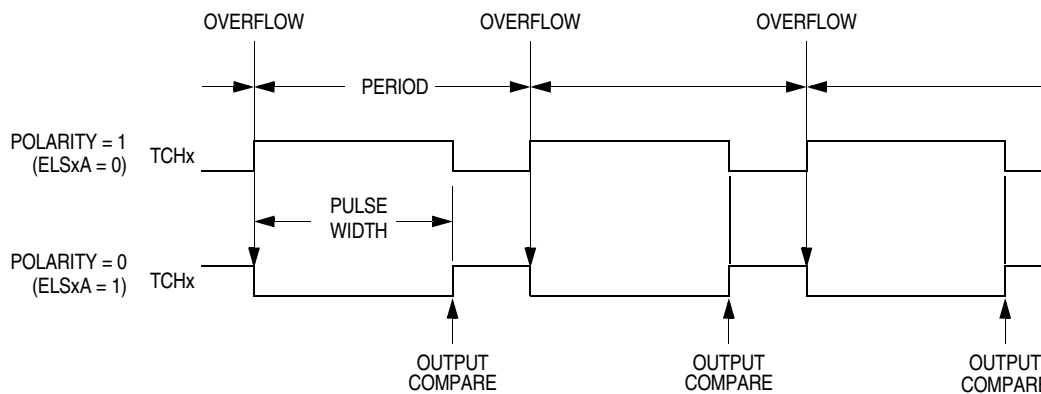 OVERFLOW OVERFLOW OVERFLOW
PERIOD
POLARITY = 1
(ELSxA = 0)
TCHx
PULSE
WIDTH
POLARITY = 0
(ELSxA = 1)
TCHx
OUTPUT
COMPARE
OUTPUT
COMPARE
OUTPUT
COMPARE